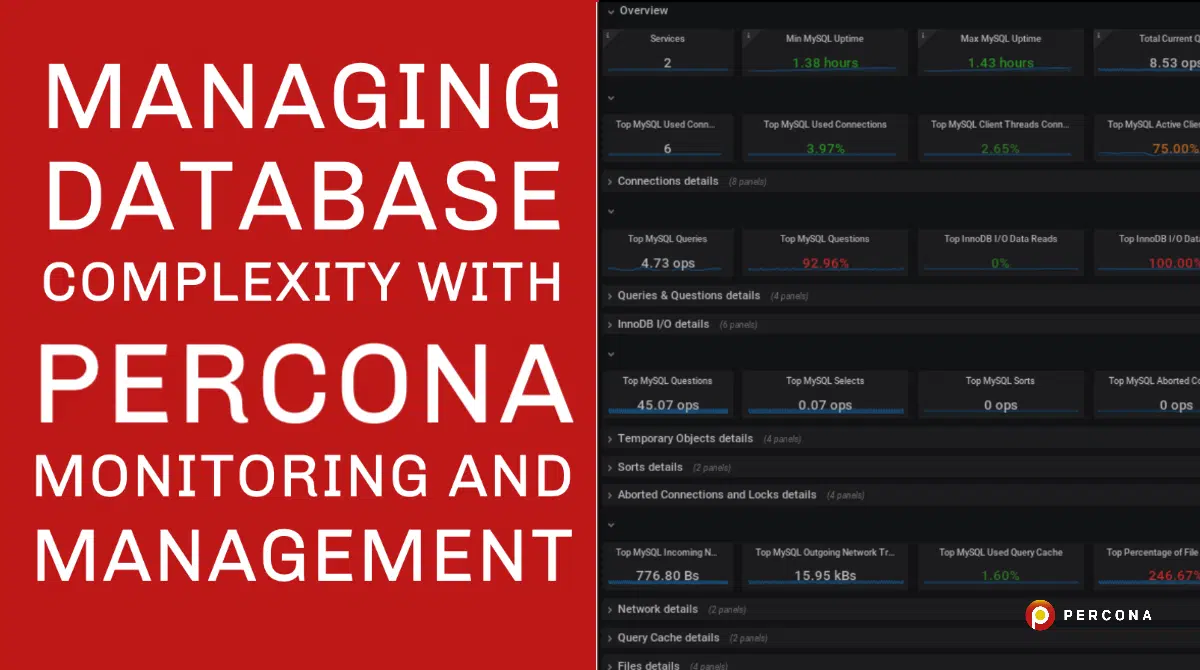 MANAGING
DATABASE
COMPLEXITY WITH
PERCONA
MONITORING AND
MANAGEMENT
Overview
Services Min MySQL Uptime Max MySQL Uptime Total Current Q
2 1.38 hours 1.43 hours 8.53 ops
Top MySQL Used Conn... Top MySQL Used Connections Top MySQL Client Threads Conn... Top MySQL Active Clie
6 3.97% 2.65% 75.00%
Connections details (8 panels)
Top MySQL Queries Top MySQL Questions Top InnoDB I/O Data Reads Top InnoDB I/O Dat
4.73 ops 92.96% 0% 100.00%
Queries & Questions details (4 panels)
InnoDB I/O details (6 panels)
Top MySQL Questions Top MySQL Selects Top MySQL Sorts Top MySQL Aborted Co
45.07 ops 0.07 ops 0 ops 0 ops
Temporary Objects details (4 panels)
Sorts details (2 panels)
Aborted Connections and Locks details (4 panels)
Top MySQL Incoming N... Top MySQL Outgoing Network Tr... Top MySQL Used Query Cache Top Percentage of File
776.80 Bs 15.95 kBs 1.60% 246.67%
Network details (2 panels)
PERCONA
Query Cache details (2 panels)
Files details (4 panels)